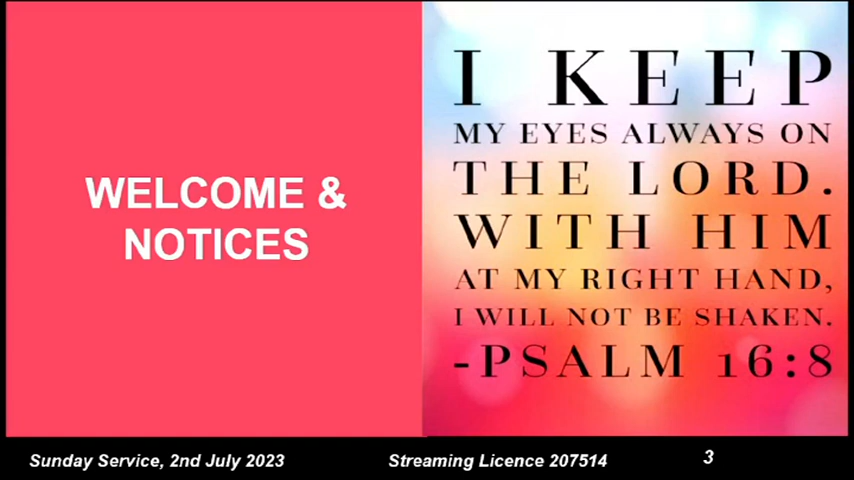 WELCOME &
NOTICES
I KEEP
MY EYES ALWAYS ON
THE LORD.
WITH HIM
AT MY RIGHT HAND,
I WILL NOT BE SHAKEN.
-PSALM 16:8
Sunday Service, 2nd July 2023
Streaming Licence 207514
3